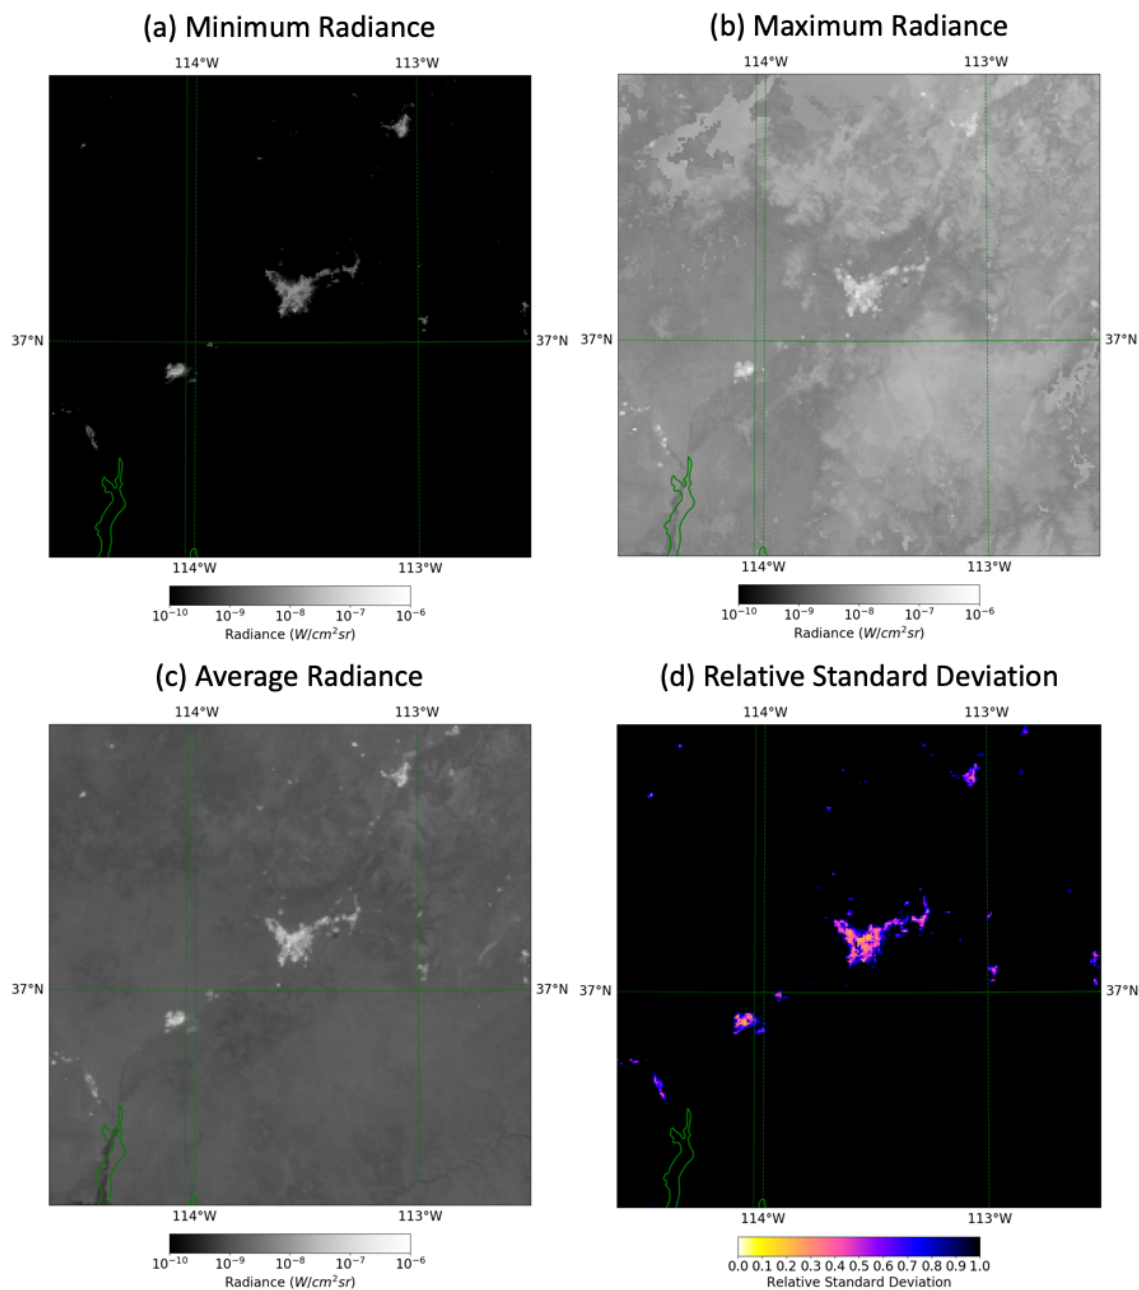 (a) Minimum Radiance
(b) Maximum Radiance
114°W 113°W
114°W 113°W
37°N 37°N
37°N 37°N
114°W 113°W
114°W 113°W
10⁻¹⁰ 10⁻⁹ 10⁻⁸ 10⁻⁷ 10⁻⁶
Radiance (W/cm²sr)
10⁻¹⁰ 10⁻⁹ 10⁻⁸ 10⁻⁷ 10⁻⁶
Radiance (W/cm²sr)
(c) Average Radiance
(d) Relative Standard Deviation
114°W 113°W
114°W 113°W
37°N 37°N
37°N 37°N
114°W 113°W
114°W 113°W
10⁻¹⁰ 10⁻⁹ 10⁻⁸ 10⁻⁷ 10⁻⁶
Radiance (W/cm²sr)
0.0 0.1 0.2 0.3 0.4 0.5 0.6 0.7 0.8 0.9 1.0
Relative Standard Deviation